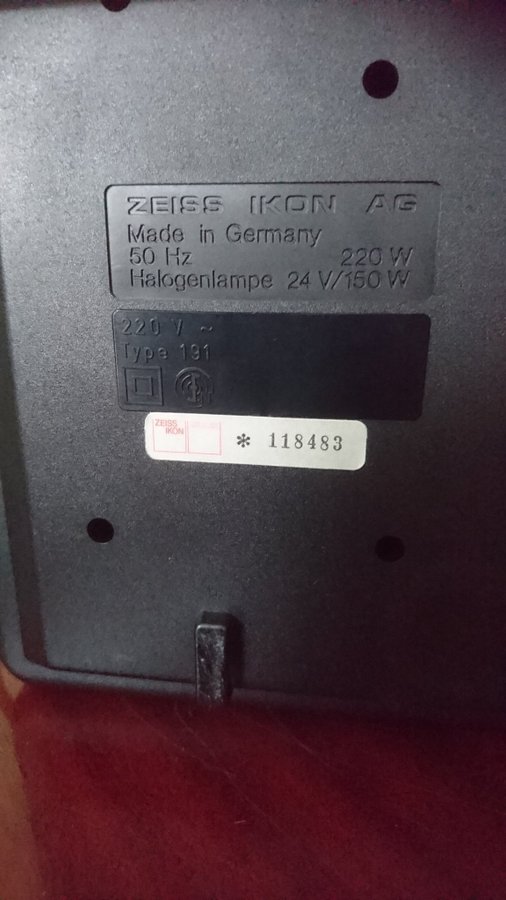 ZEISS IKON AG
Made in Germany
50 Hz 220 W
Halogenlampe 24 V/150 W
220 V ~
Type 191
ZEISS
IKON
* 118483